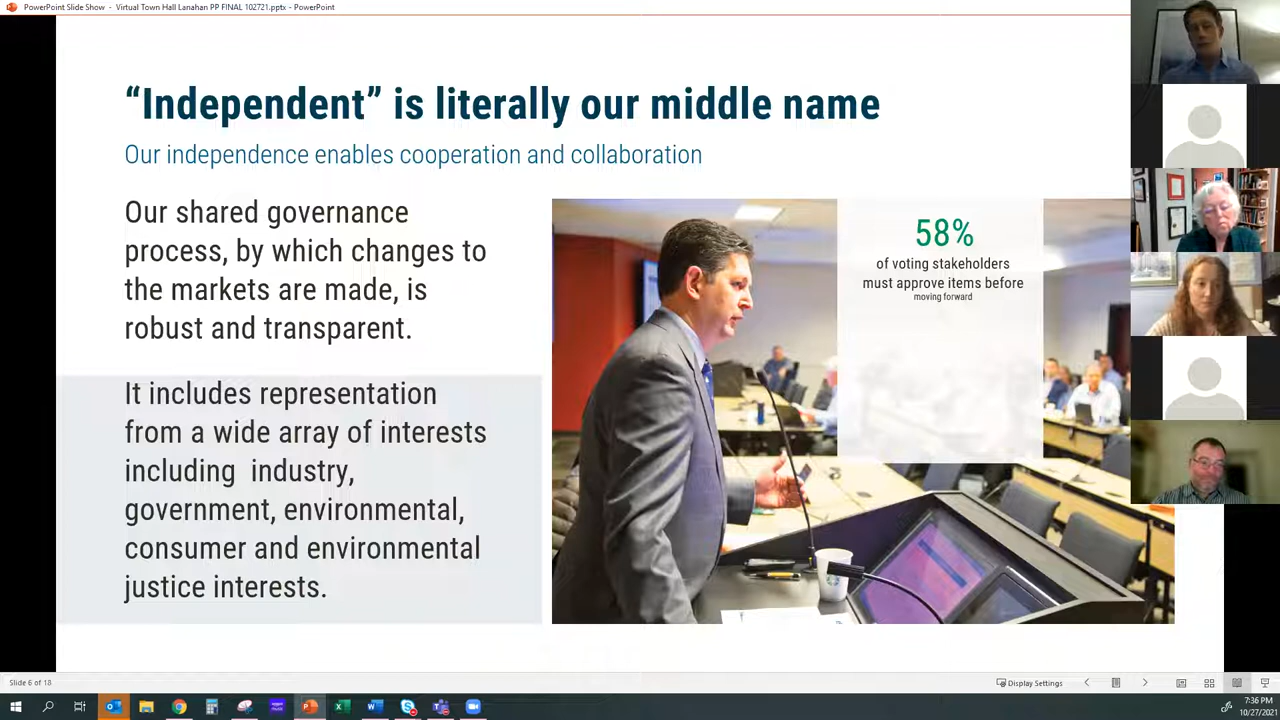 PowerPoint Slide Show - Virtual Town Hall Lanahan PP FINAL 102721.pptx - PowerPoint
“Independent” is literally our middle name
Our independence enables cooperation and collaboration
Our shared governance
process, by which changes to
the markets are made, is
robust and transparent.
It includes representation
from a wide array of interests
including  industry,
government, environmental,
consumer and environmental
justice interests.
58%
of voting stakeholders
must approve items before
moving forward
Slide 6 of 18
Display Settings
7:36 PM
10/27/2021